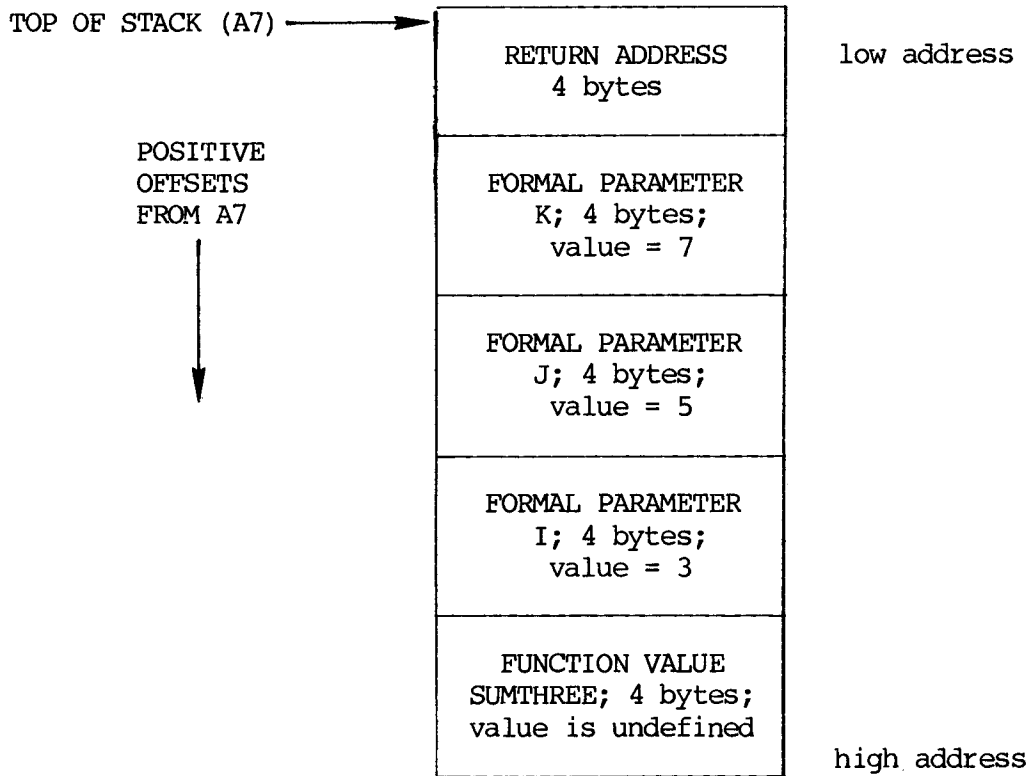 TOP OF STACK (A7)
RETURN ADDRESS
4 bytes
low address
POSITIVE
OFFSETS
FROM A7
FORMAL PARAMETER
K; 4 bytes;
value = 7
FORMAL PARAMETER
J; 4 bytes;
value = 5
FORMAL PARAMETER
I; 4 bytes;
value = 3
FUNCTION VALUE
SUMTHREE; 4 bytes;
value is undefined
high address